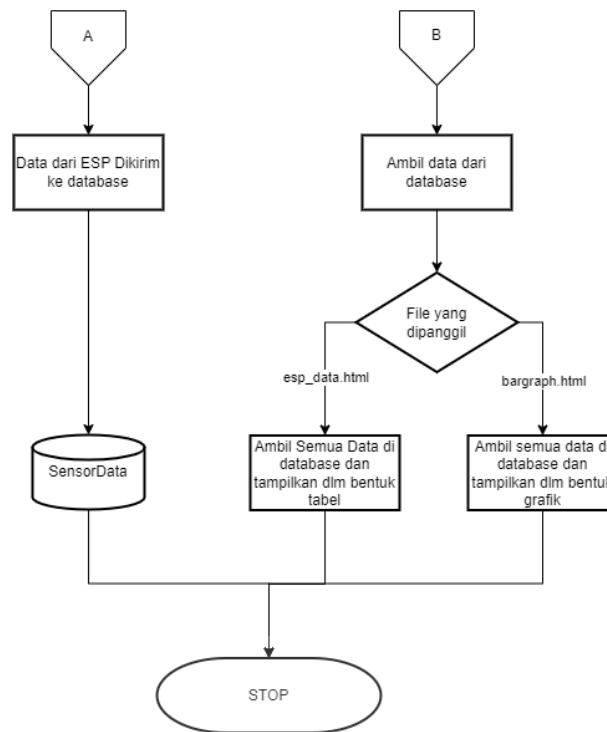 A
B
Data dari ESP Dikirim
ke database
Ambil data dari
database
File yang
dipanggil
esp_data.html
bargraph.html
SensorData
Ambil Semua Data di
database dan
tampilkan dlm bentuk
tabel
Ambil semua data di
database dan
tampilkan dlm bentuk
grafik
STOP